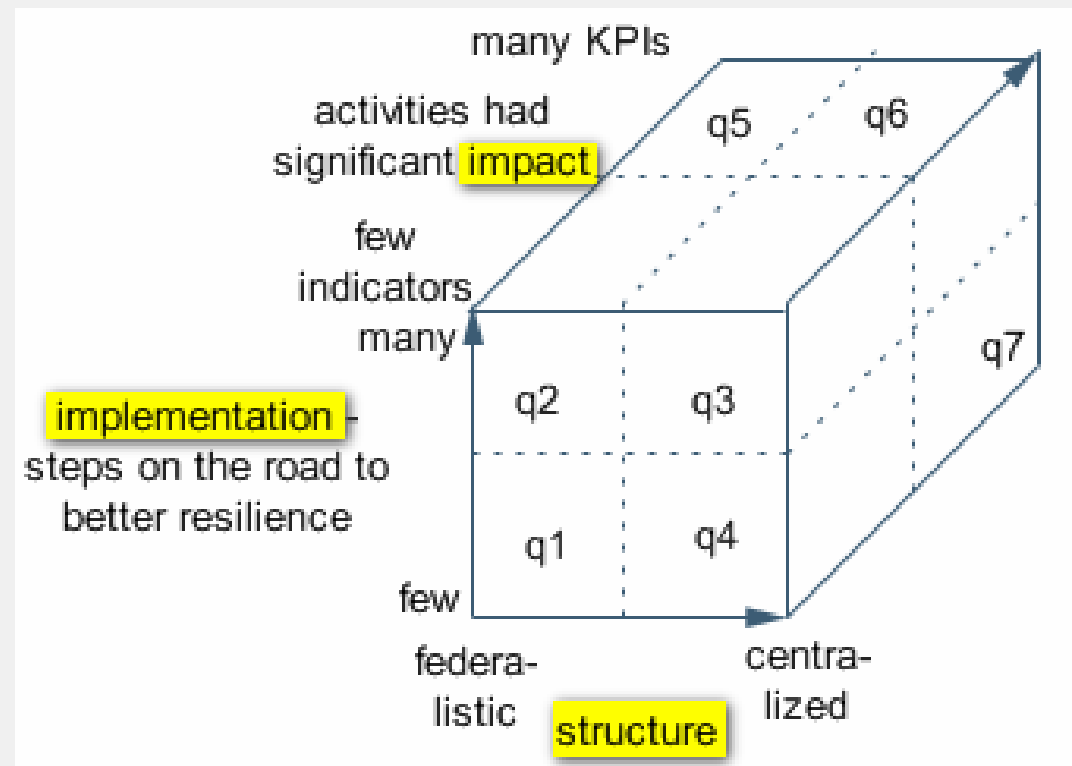 many KPIs
activities had
significant impact
few
indicators
many
implementation -
steps on the road to
better resilience
few
federa-
listic
structure
centra-
lized
q5
q6
q2
q3
q7
q1
q4